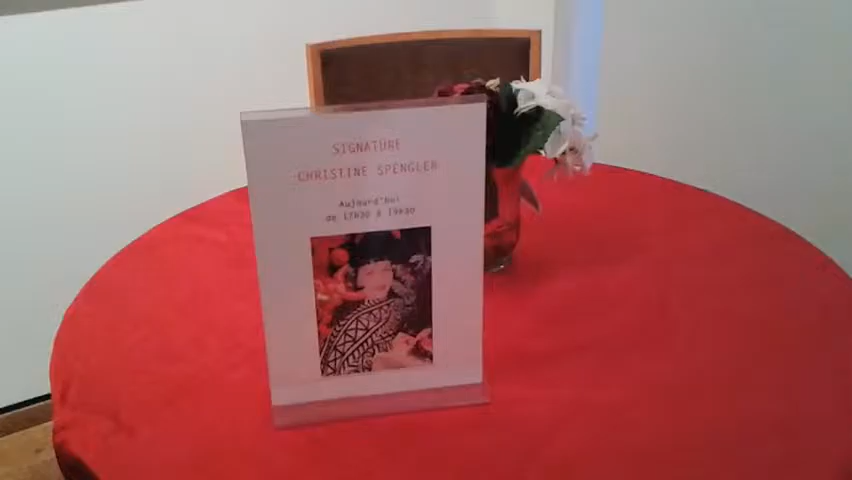 SIGNATURE
CHRISTINE SPENGLER
Aujourd'hui
de 17h30 à 19h30